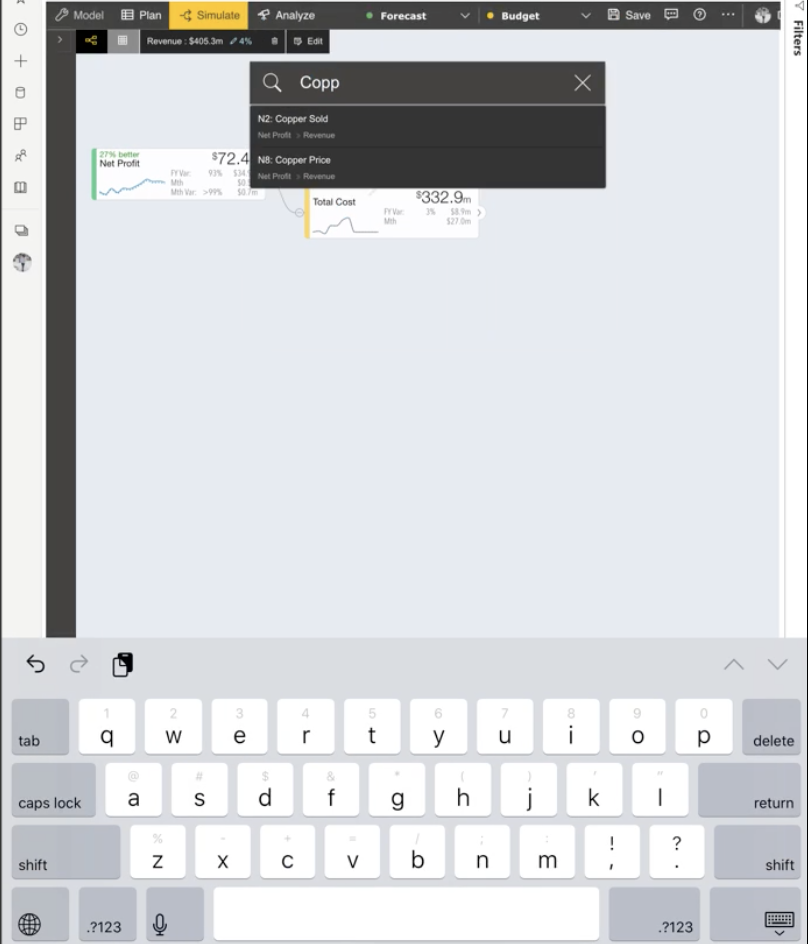 Model Plan Simulate Analyze Forecast Budget Save
Filters
Revenue : $405.3m 4% Edit
Copp
N2: Copper Sold
Net Profit > Revenue
N8: Copper Price
Net Profit > Revenue
27% better
Net Profit
$72.4
FY Var: 93% $34.
Mth $0.
Mth Var: >99% $0.7m
Total Cost
$332.9m
FY Var: 3% $8.9m
Mth $27.0m
1 2 3 4 5 6 7 8 9 0
tab q w e r t y u i o p delete
@ # $ & * ( ) ' "
caps lock a s d f g h j k l return
% - + = / ; : ! ?
shift z x c v b n m , . shift
.?123 .?123